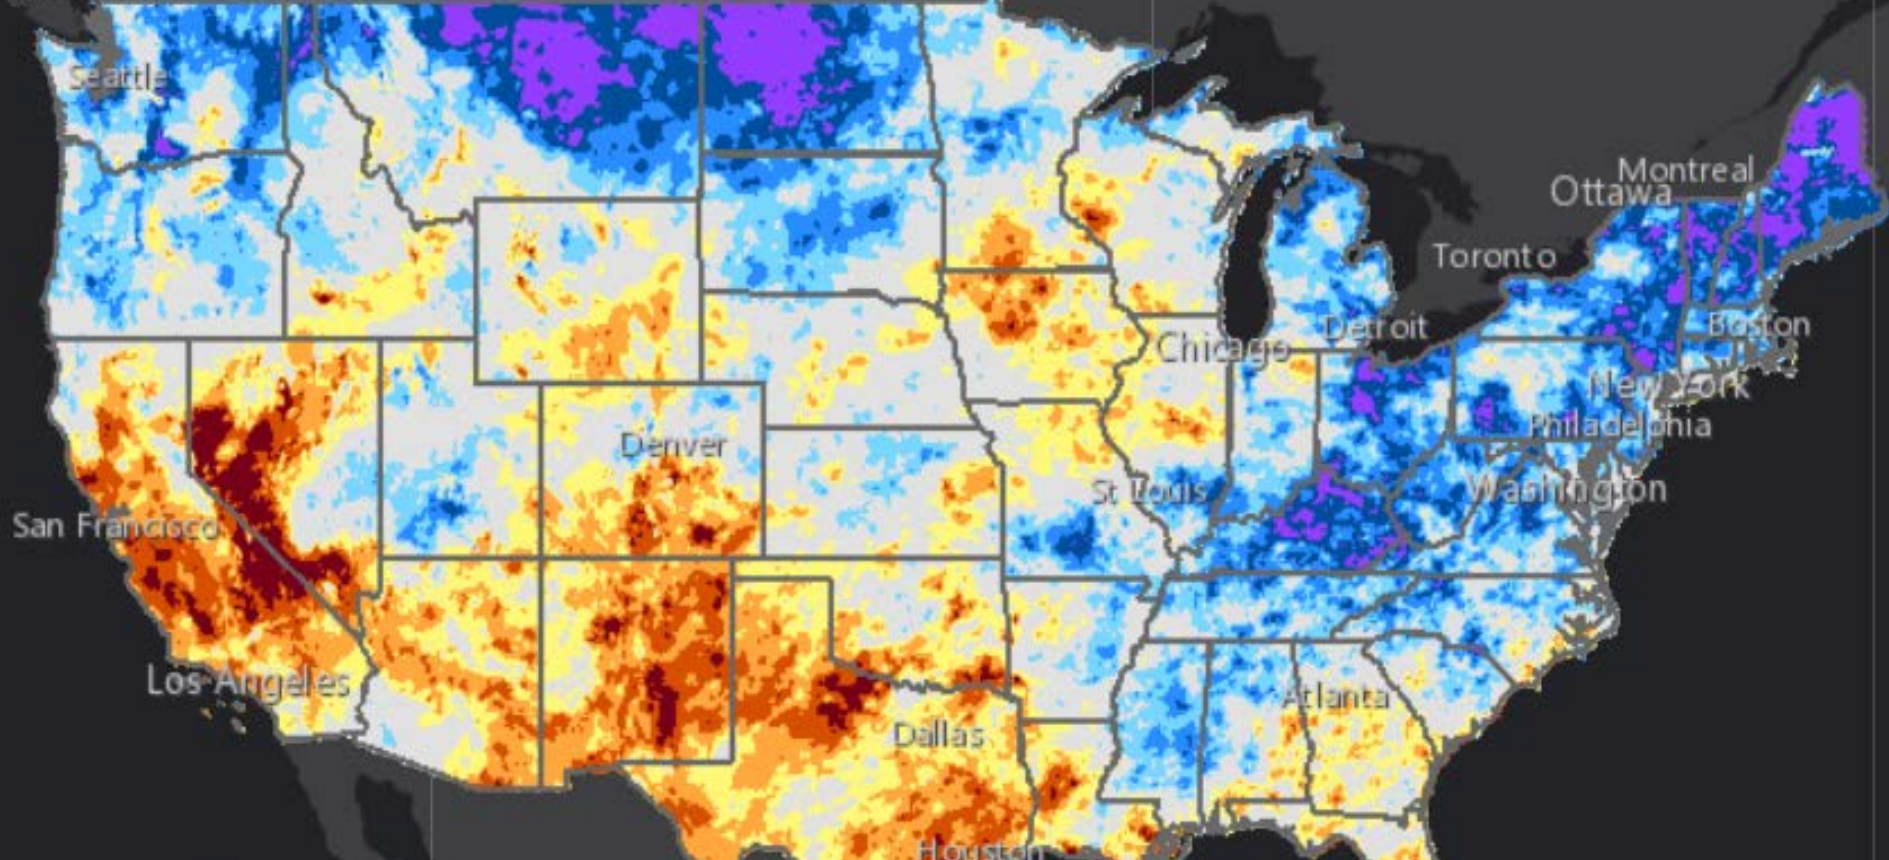 Seattle
Montreal
Ottawa
Toronto
Detroit
Boston
Chicago
New York
Philadelphia
Denver
St Louis
Washington
San Francisco
Los Angeles
Atlanta
Dallas
Houston